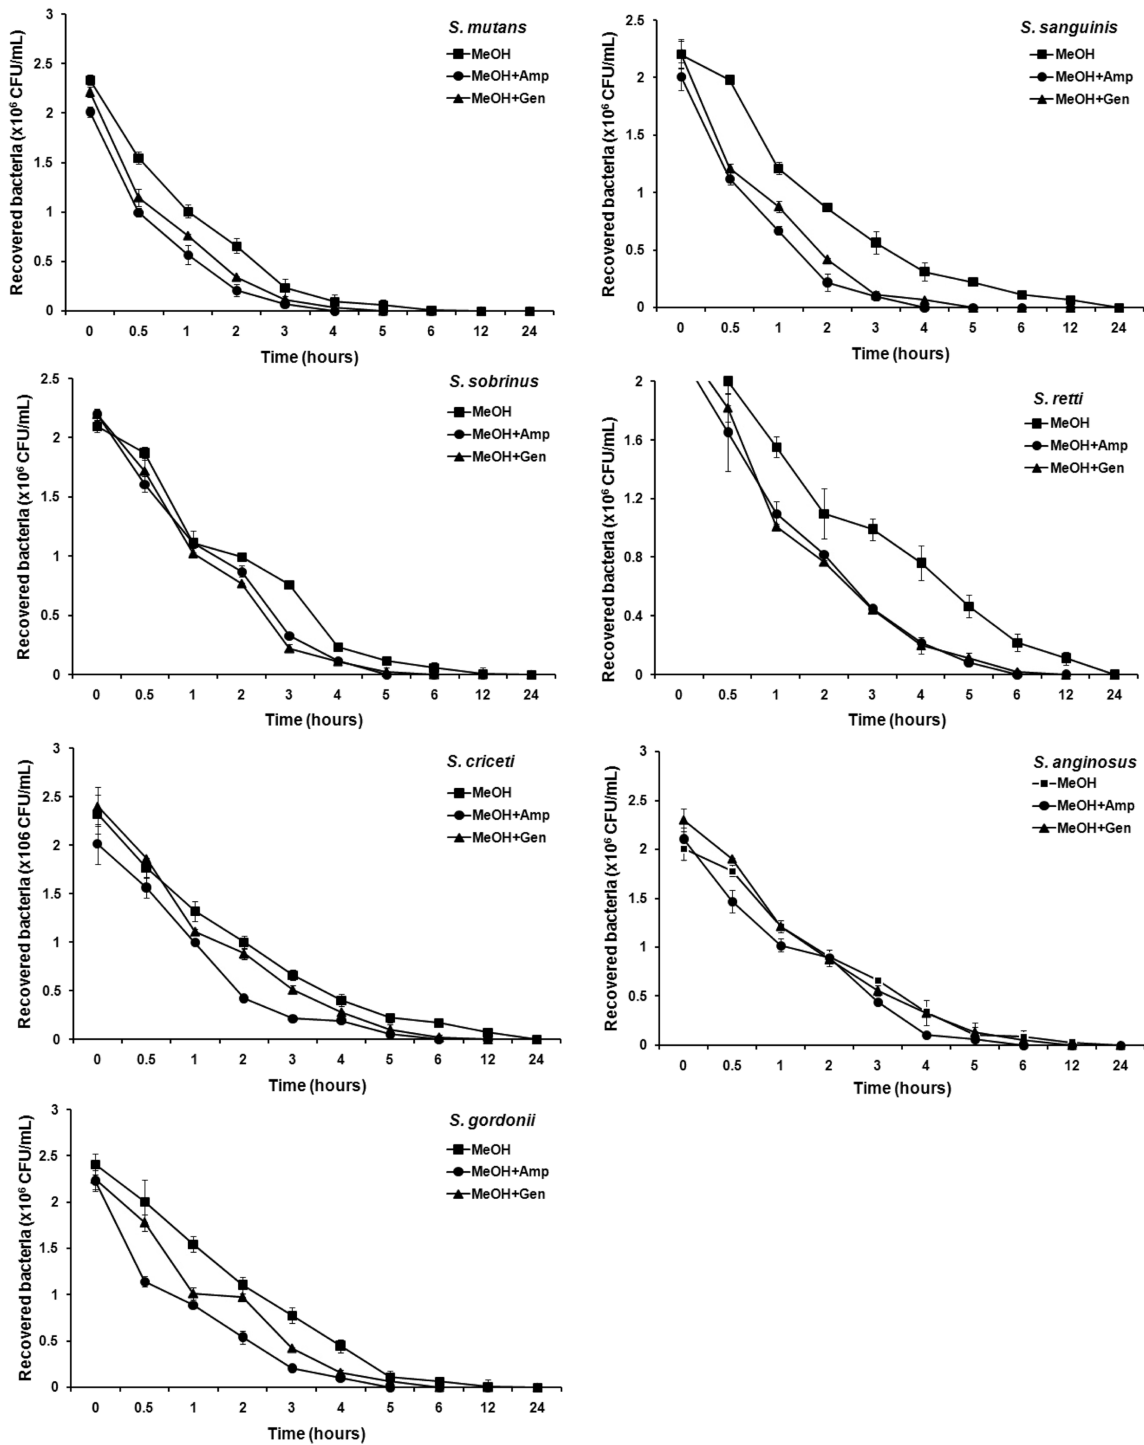 S. mutans
MeOH
MeOH+Amp
MeOH+Gen
Recovered bacteria (x10⁶ CFU/mL)
3
2.5
2
1.5
1
0.5
0
0 0.5 1 2 3 4 5 6 12 24
Time (hours)
S. sanguinis
MeOH
MeOH+Amp
MeOH+Gen
Recovered bacteria (x10⁶ CFU/mL)
2.5
2
1.5
1
0.5
0
0 0.5 1 2 3 4 5 6 12 24
Time (hours)
S. sobrinus
MeOH
MeOH+Amp
MeOH+Gen
Recovered bacteria (x10⁶ CFU/mL)
2.5
2
1.5
1
0.5
0
0 0.5 1 2 3 4 5 6 12 24
Time (hours)
S. retti
MeOH
MeOH+Amp
MeOH+Gen
Recovered bacteria (x10⁶ CFU/mL)
2
1.6
1.2
0.8
0.4
0
0 0.5 1 2 3 4 5 6 12 24
Time (hours)
S. criceti
MeOH
MeOH+Amp
MeOH+Gen
Recovered bacteria (x106 CFU/mL)
3
2.5
2
1.5
1
0.5
0
0 0.5 1 2 3 4 5 6 12 24
Time (hours)
S. anginosus
MeOH
MeOH+Amp
MeOH+Gen
Recovered bacteria (x10⁶ CFU/mL)
3
2.5
2
1.5
1
0.5
0
0 0.5 1 2 3 4 5 6 12 24
Time (hours)
S. gordonii
MeOH
MeOH+Amp
MeOH+Gen
Recovered bacteria (x10⁶ CFU/mL)
3
2.5
2
1.5
1
0.5
0
0 0.5 1 2 3 4 5 6 12 24
Time (hours)